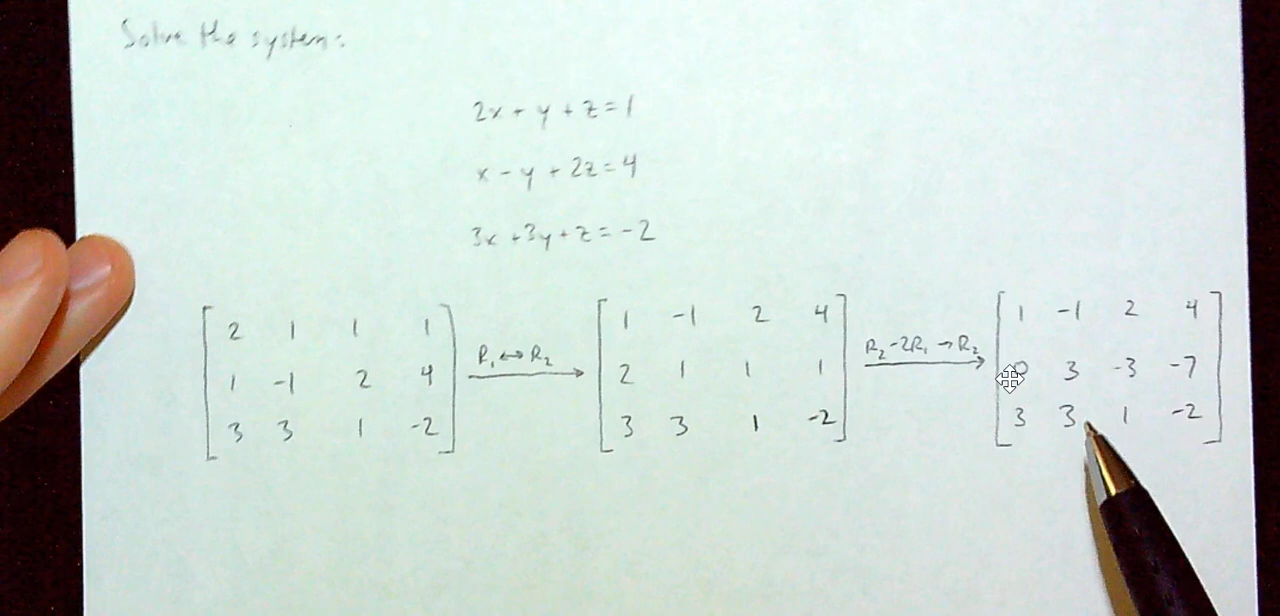 Solve the system:
2x + y + z = 1
x - y + 2z = 4
3x + 3y + z = -2
2 1 1 1
1 -1 2 4
3 3 1 -2
R₁ ↔ R₂
1 -1 2 4
2 1 1 1
3 3 1 -2
R₂ - 2R₁ → R₂
1 -1 2 4
0 3 -3 -7
3 3 1 -2